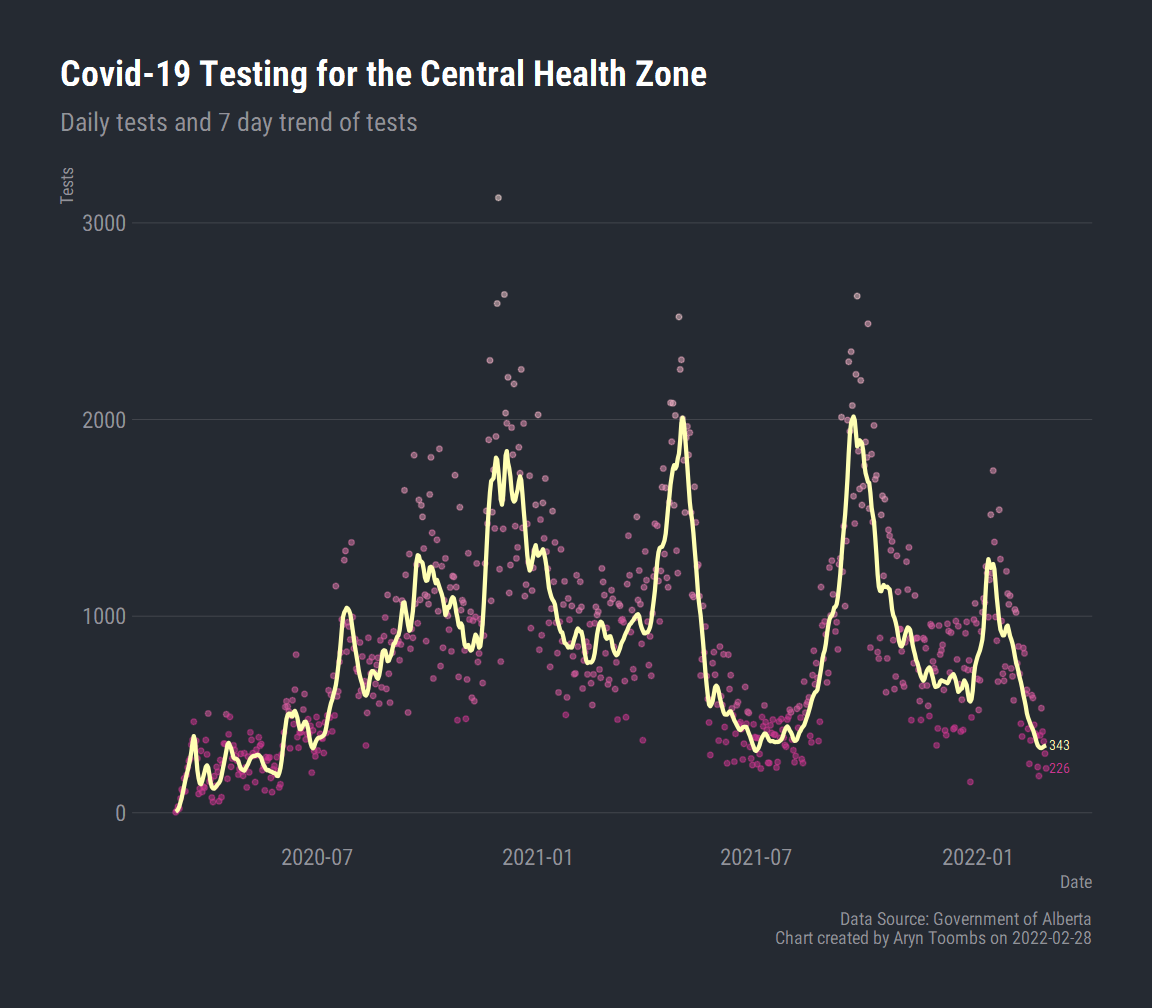 Covid-19 Testing for the Central Health Zone
Daily tests and 7 day trend of tests
Tests
3000
2000
1000
0
343
226
2020-07 2021-01 2021-07 2022-01
Date
Data Source: Government of Alberta
Chart created by Aryn Toombs on 2022-02-28